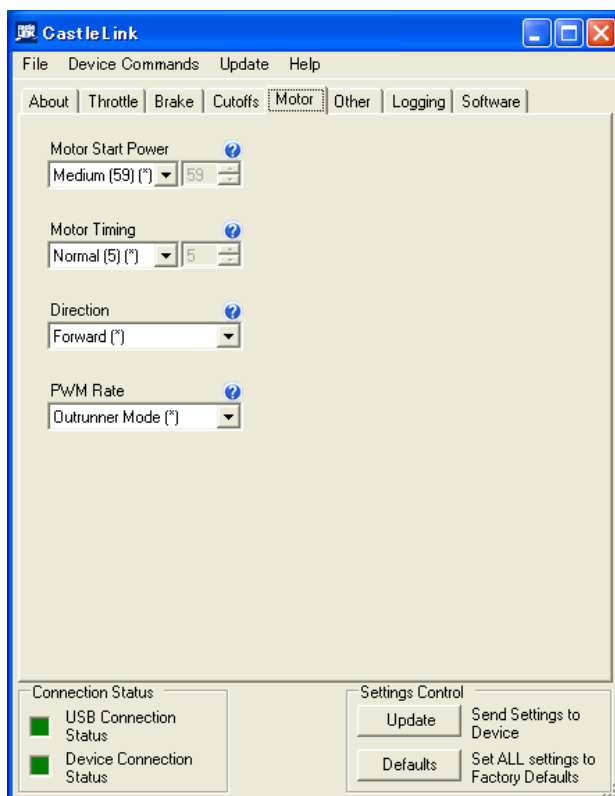 CastleLink
File Device Commands Update Help
About Throttle Brake Cutoffs Motor Other Logging Software
Motor Start Power
Medium (59) (*) 59
Motor Timing
Normal (5) (*) 5
Direction
Forward (*)
PWM Rate
Outrunner Mode (*)
Connection Status
USB Connection
Status
Device Connection
Status
Settings Control
Update
Send Settings to
Device
Defaults
Set ALL settings to
Factory Defaults